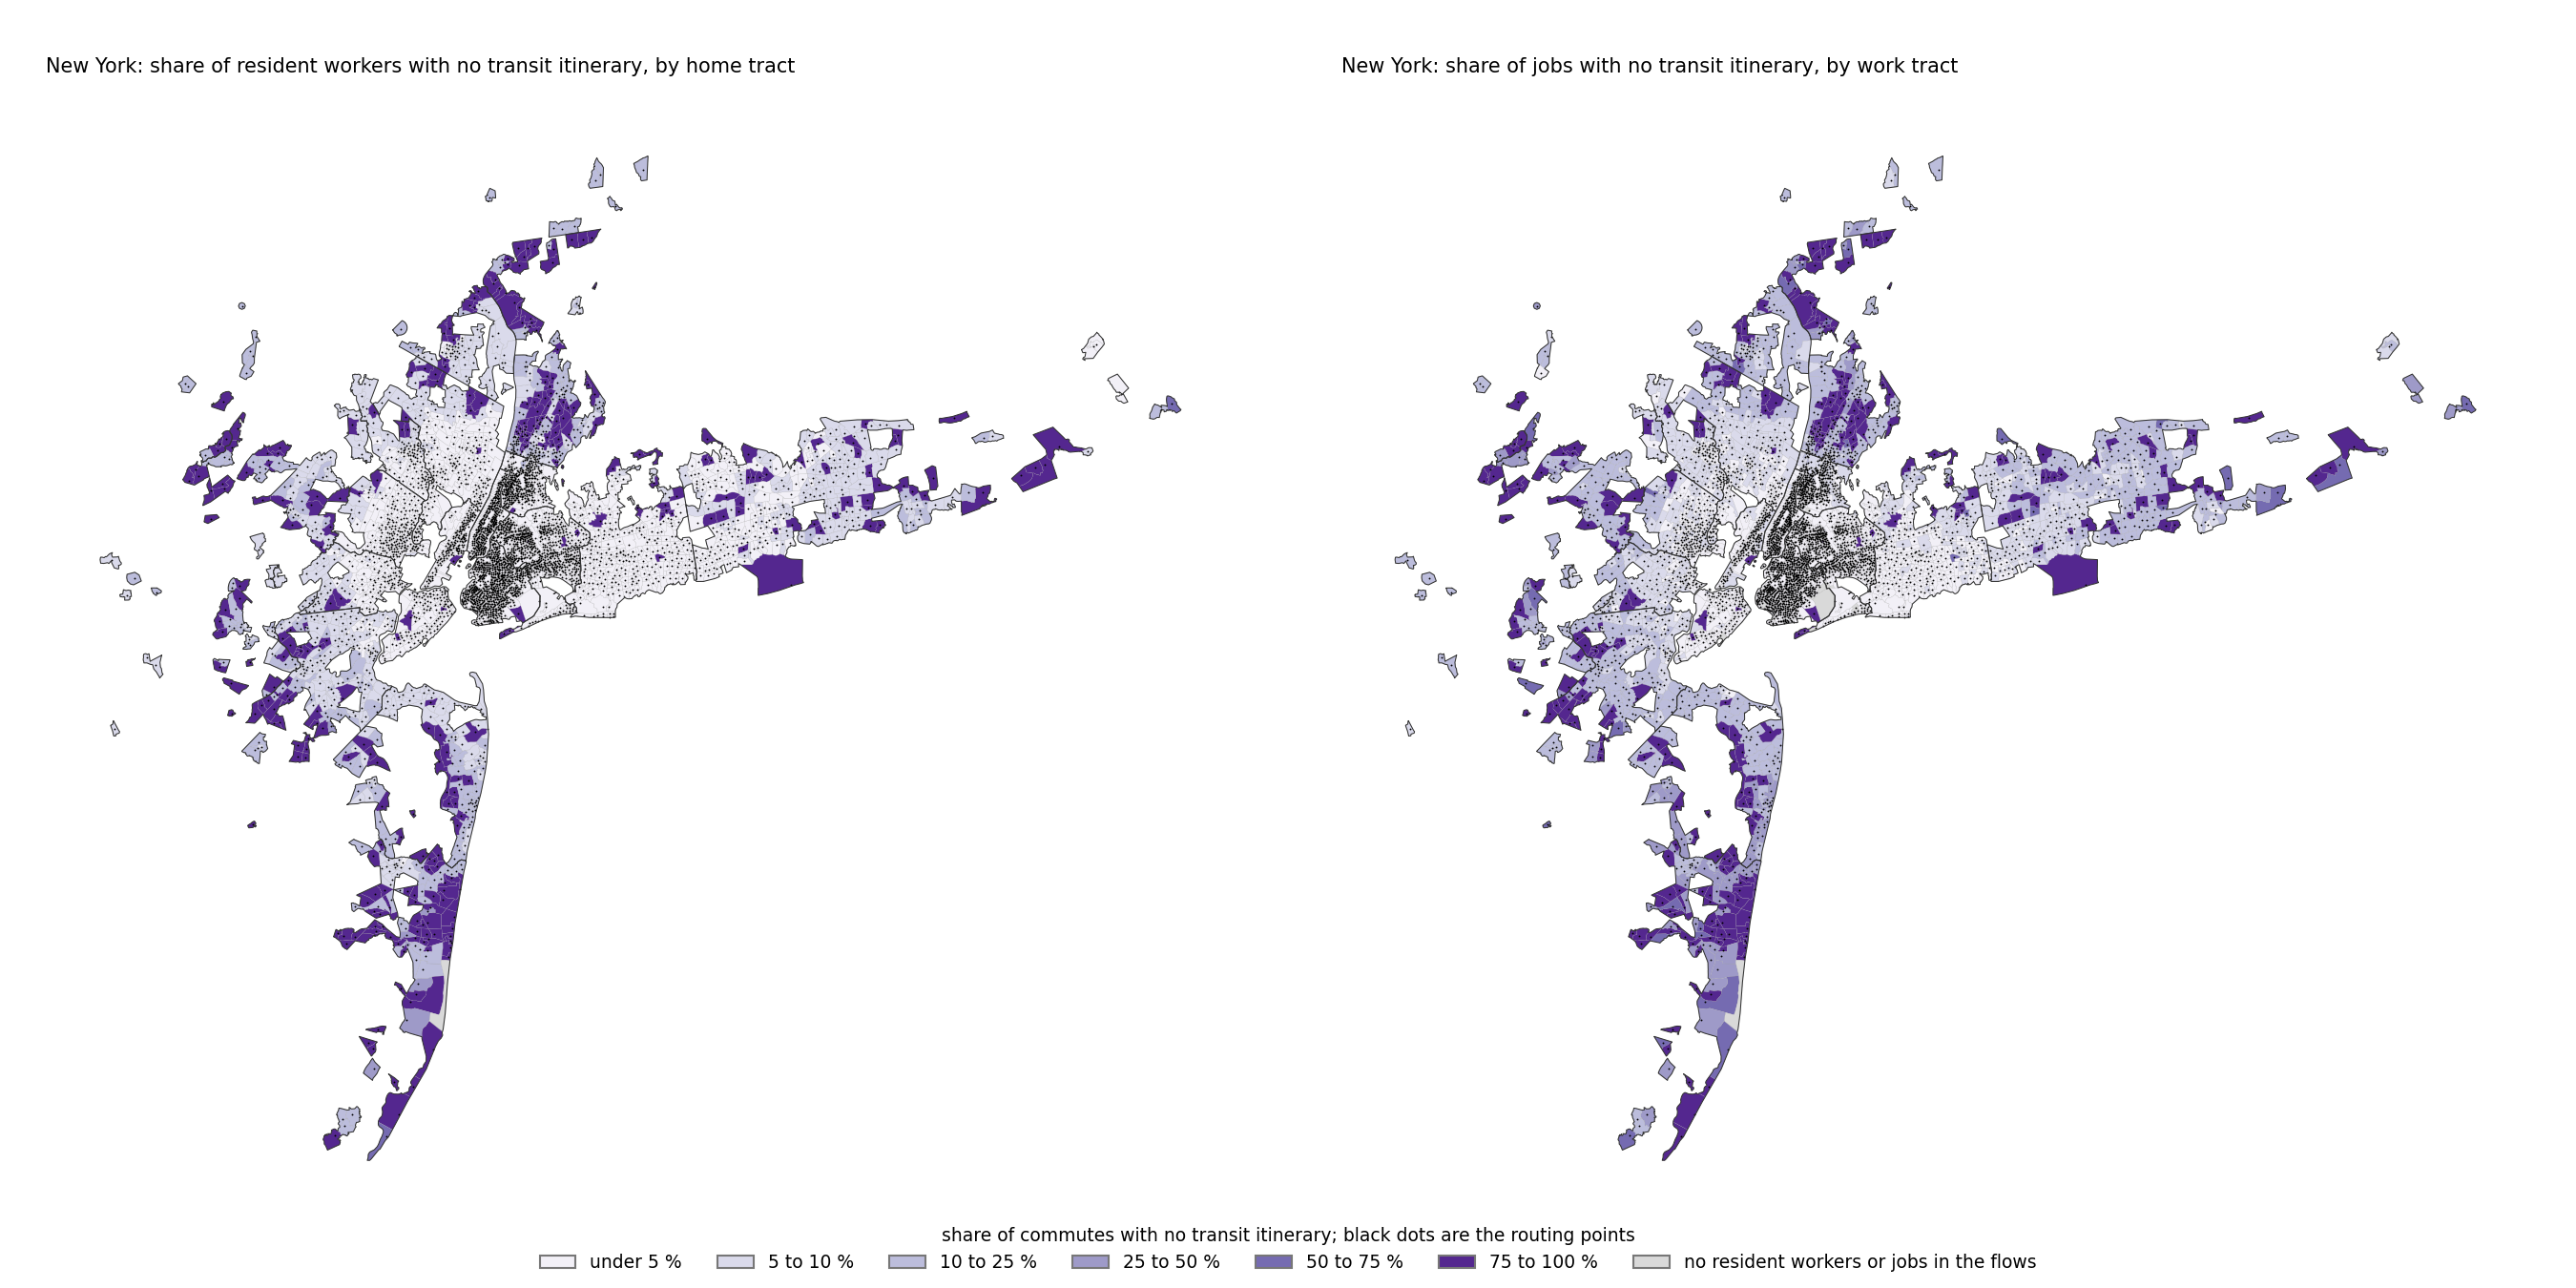 New York: share of resident workers with no transit itinerary, by home tract
New York: share of jobs with no transit itinerary, by work tract
share of commutes with no transit itinerary; black dots are the routing points
under 5 %
5 to 10 %
10 to 25 %
25 to 50 %
50 to 75 %
75 to 100 %
no resident workers or jobs in the flows